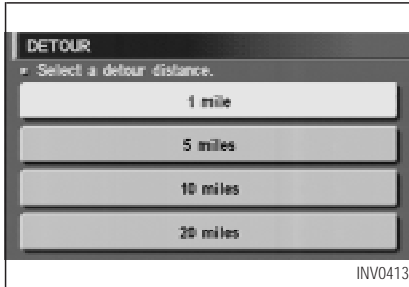 DETOUR
Select a detour distance.
1 mile
5 miles
10 miles
20 miles
INV0413